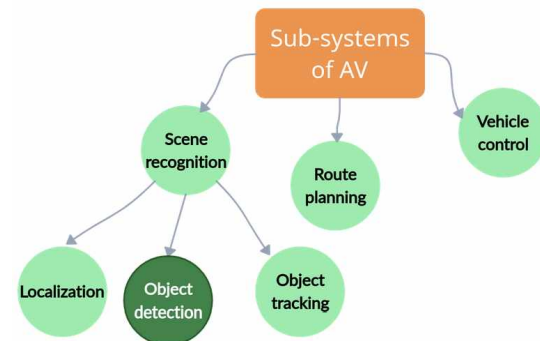 Sub-systems
of AV
Scene
recognition
Route
planning
Vehicle
control
Localization
Object
detection
Object
tracking